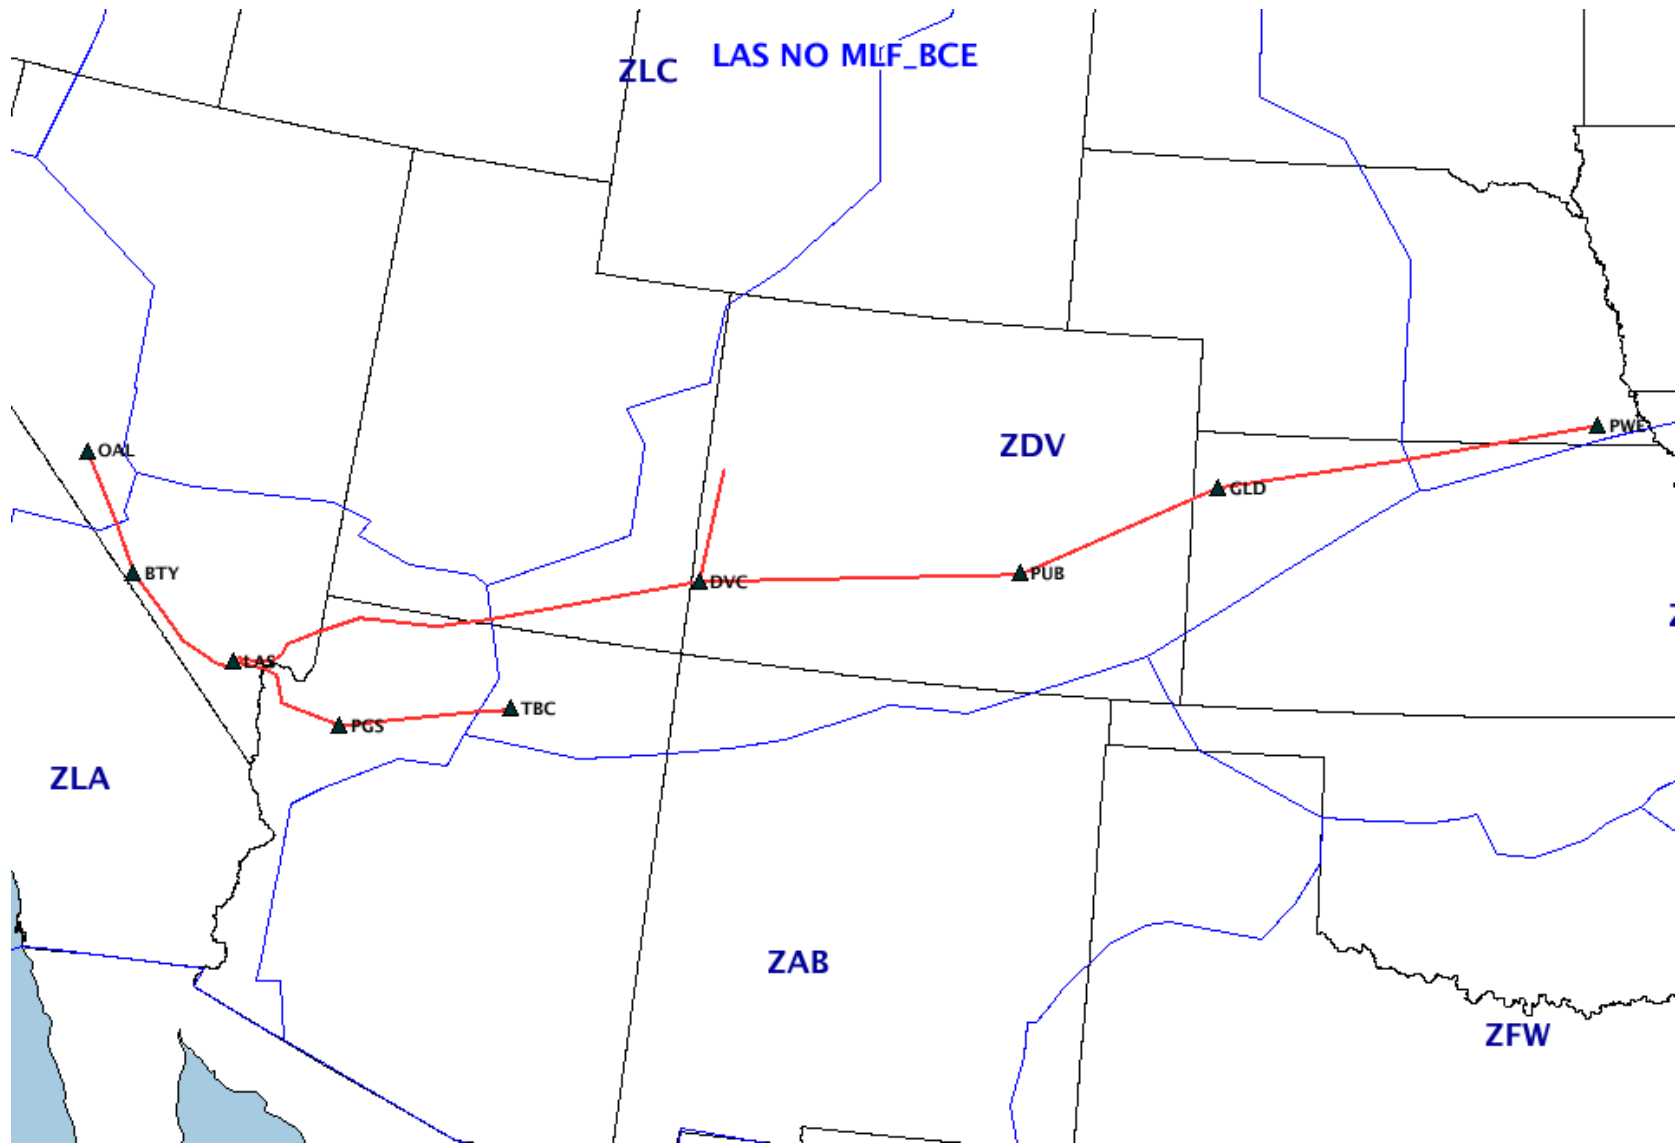 LAS NO MLF_BCE
ZLC
PWE
ZDV
OAL
GLD
BTY
PUB
DVC
LAS
TBC
PGS
ZLA
ZAB
ZFW